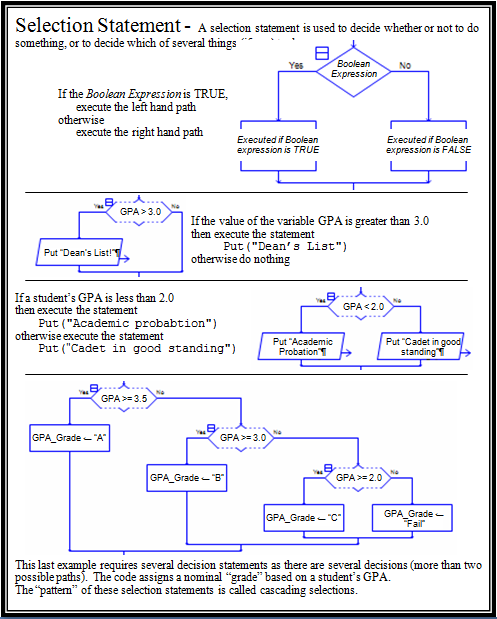 Selection Statement - A selection statement is used to decide whether or not to do
something, or to decide which of several things
Yes
Boolean
Expression
No
If the Boolean Expression is TRUE,
execute the left hand path
otherwise
execute the right hand path
Executed if Boolean
expression is TRUE
Executed if Boolean
expression is FALSE
Yes
GPA > 3.0
No
Put "Dean's List!"¶
If the value of the variable GPA is greater than 3.0
then execute the statement
Put ("Dean's List")
otherwise do nothing
If a student's GPA is less than 2.0
then execute the statement
Put ("Academic probabtion")
otherwise execute the statement
Put ("Cadet in good standing")
Yes
GPA < 2.0
No
Put "Academic
Probation"¶
Put "Cadet in good
standing"¶
Yes
GPA >= 3.5
No
GPA_Grade ← "A"
Yes
GPA >= 3.0
No
GPA_Grade ← "B"
Yes
GPA >= 2.0
No
GPA_Grade ← "C"
GPA_Grade ←
"Fail"
This last example requires several decision statements as there are several decisions (more than two
possible paths). The code assigns a nominal "grade" based on a student's GPA.
The "pattern" of these selection statements is called cascading selections.